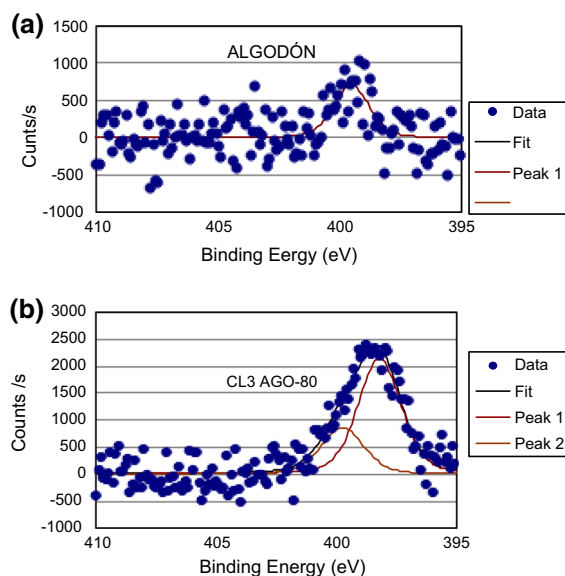 (a)
1500
1000
500
0
-500
-1000
ALGODÓN
Cunts/s
410
405
400
395
Binding Eergy (eV)
Data
Fit
Peak 1
(b)
3000
2500
2000
1500
1000
500
0
-500
-1000
CL3 AGO-80
Counts /s
410
405
400
395
Binding Eergy (eV)
Data
Fit
Peak 1
Peak 2